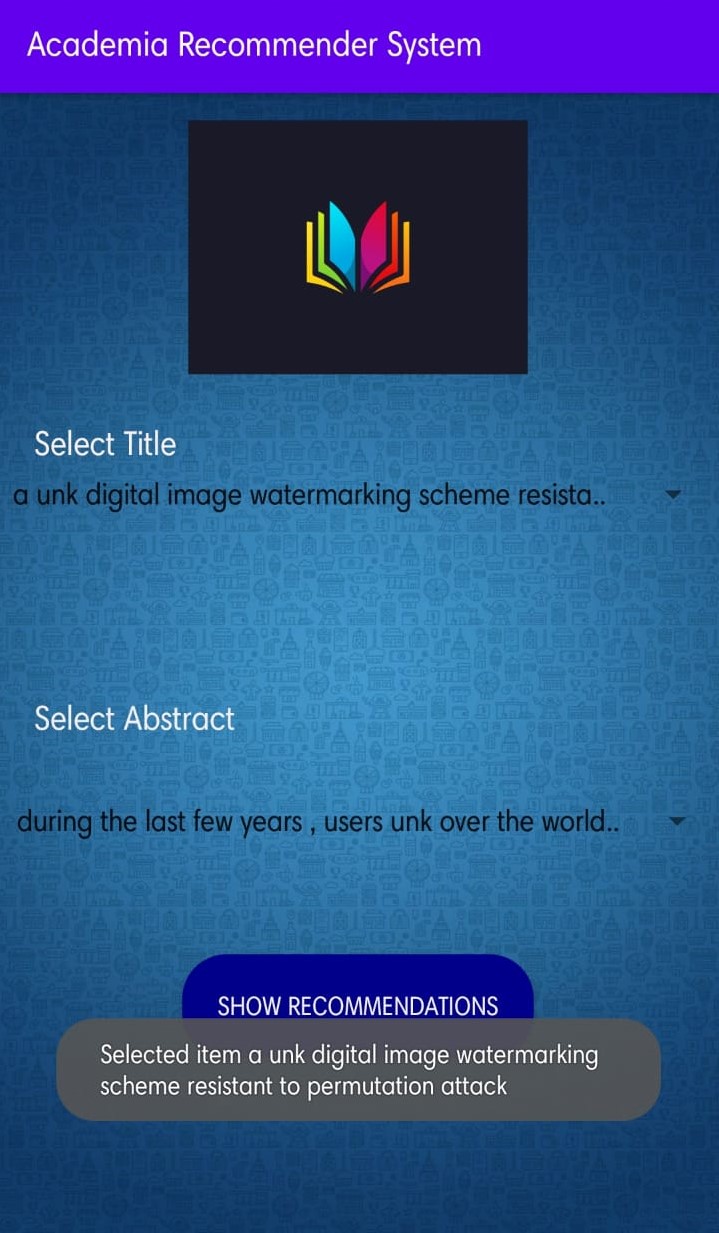 Academia Recommender System
Select Title
a unk digital image watermarking scheme resista..
Select Abstract
during the last few years , users unk over the world..
SHOW RECOMMENDATIONS
Selected item a unk digital image watermarking
scheme resistant to permutation attack